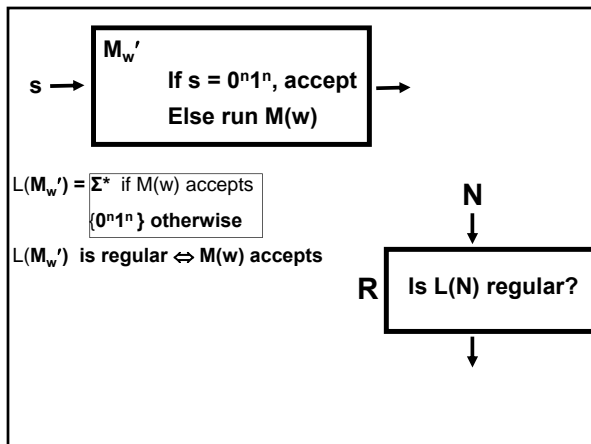 M_w′
s
If s = 0ⁿ1ⁿ, accept
Else run M(w)
L(M_w′) = Σ* if M(w) accepts
{0ⁿ1ⁿ } otherwise
L(M_w′) is regular ⇔ M(w) accepts
N
R
Is L(N) regular?